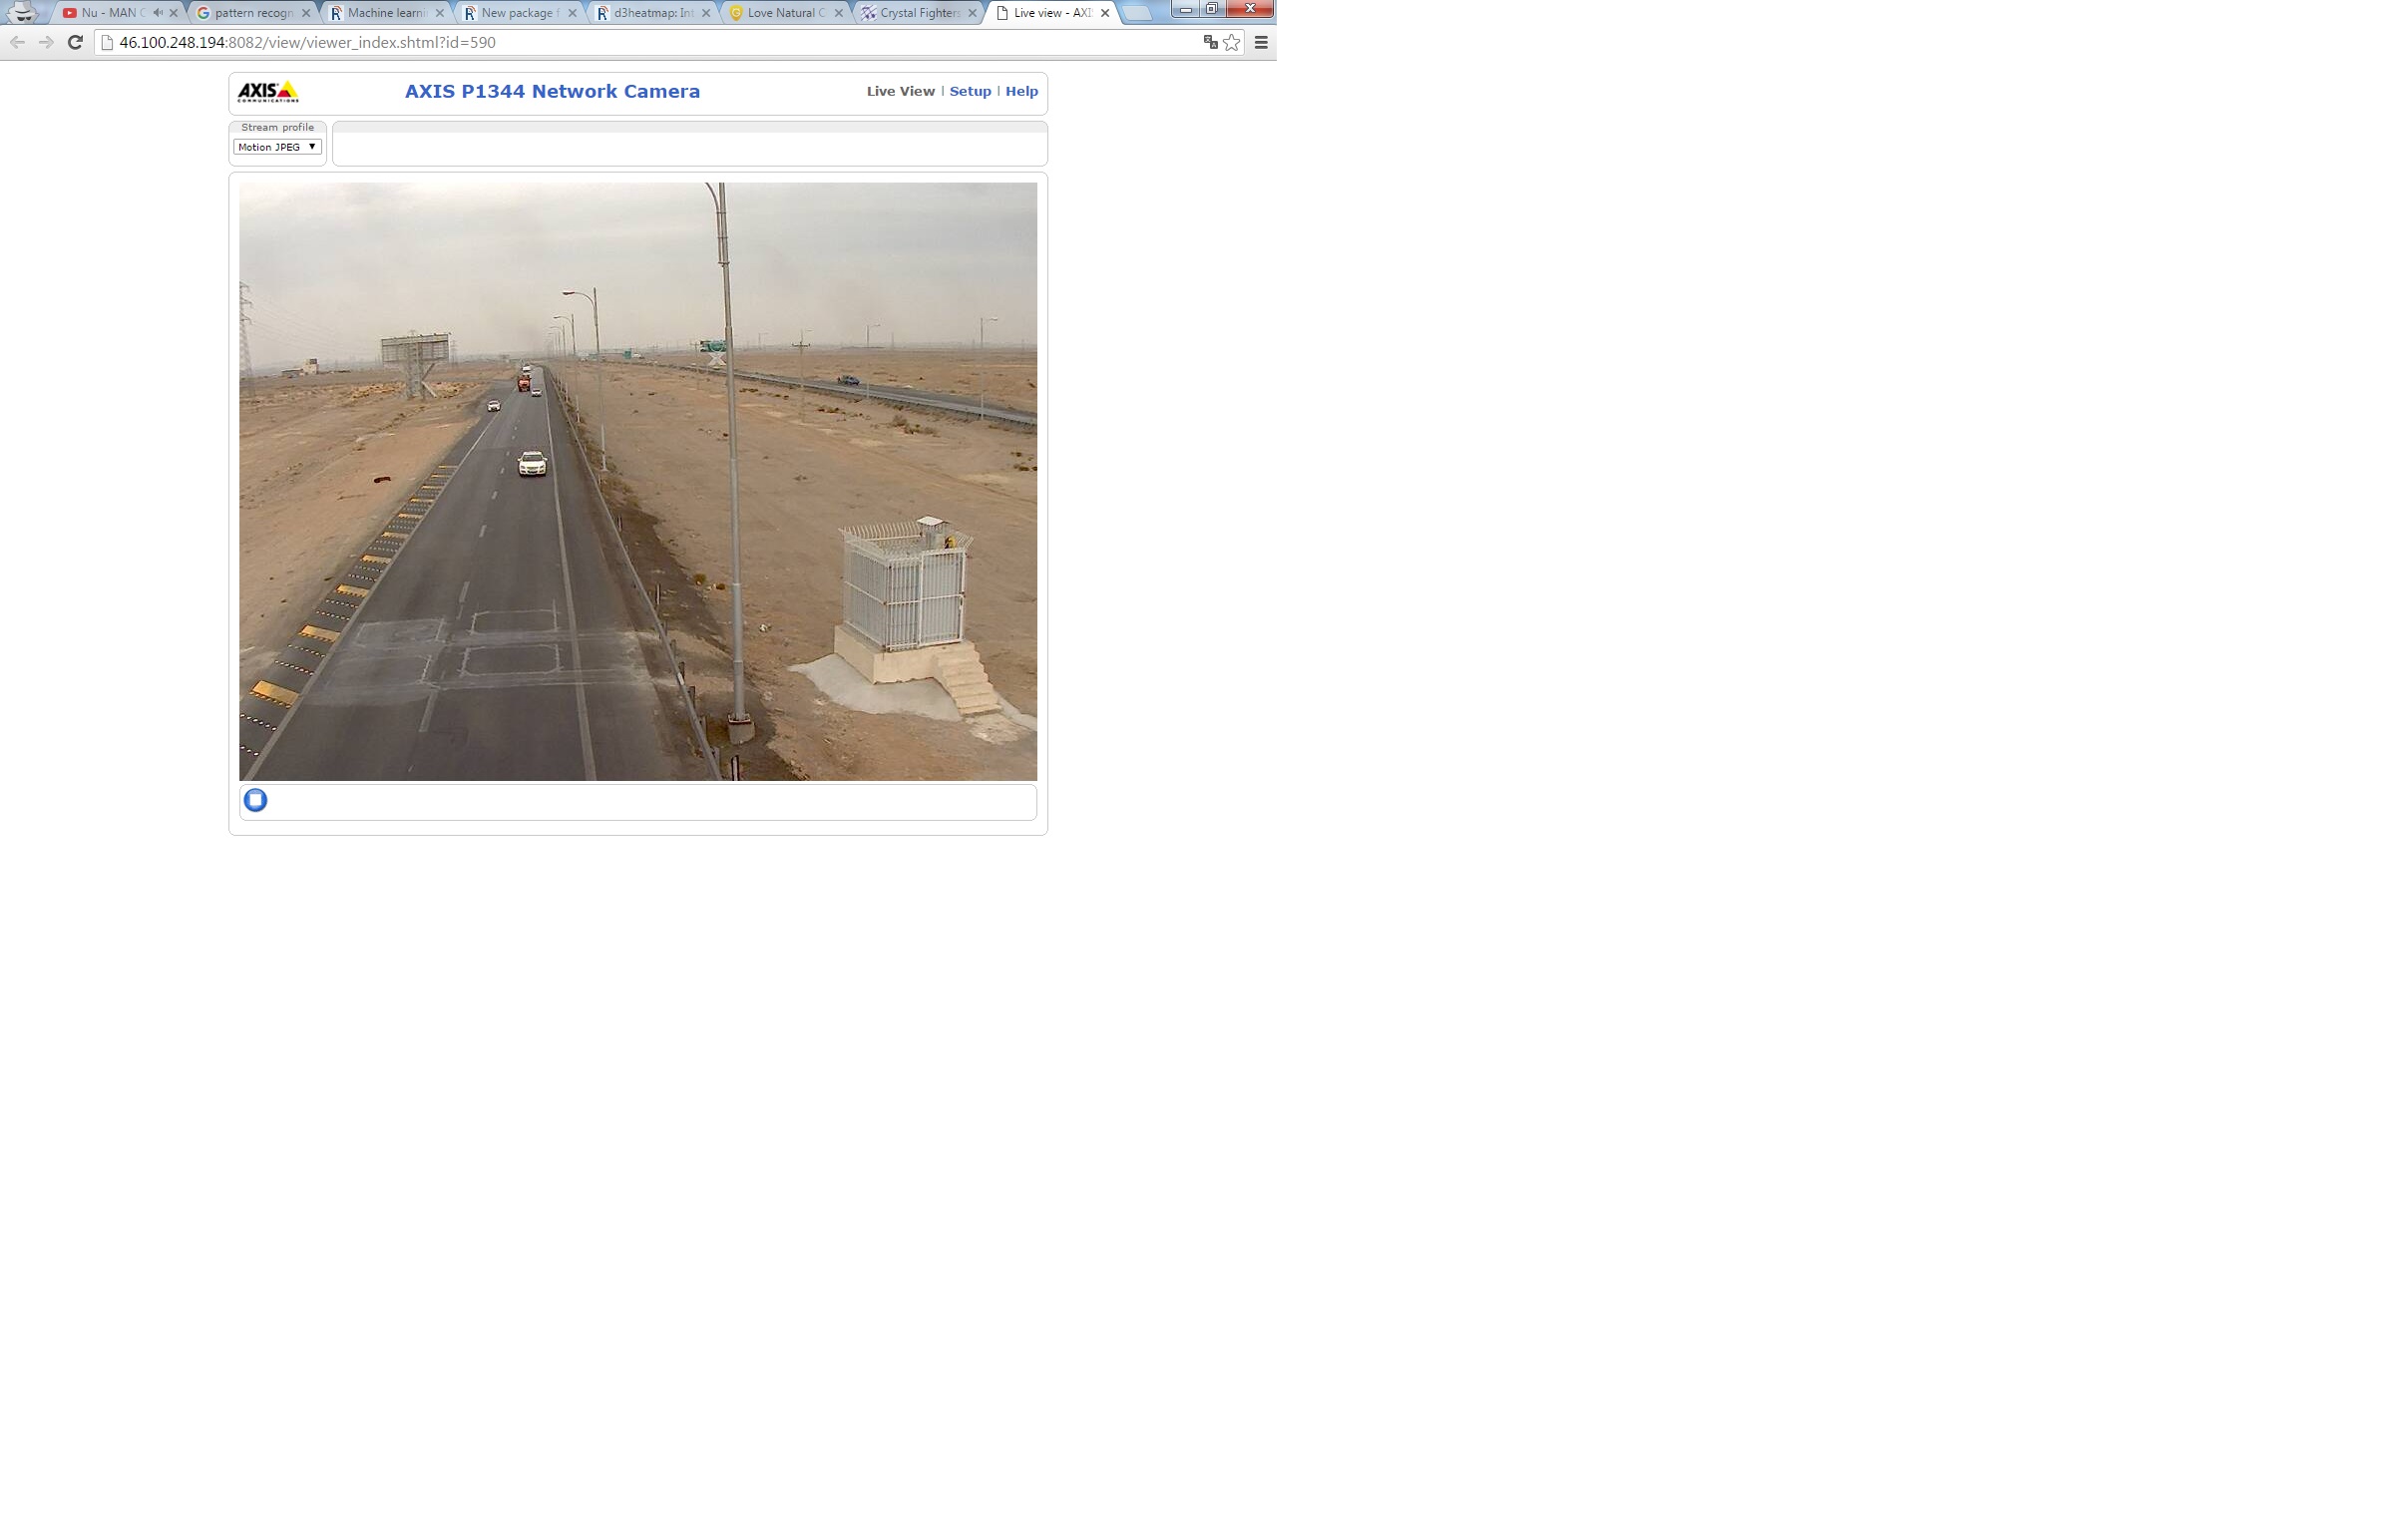 Nu - MAN
pattern recogn
Machine learni
New package
d3heatmap: Int
Love Natural C
Crystal Fighters
Live view - AXI
46.100.248.194:8082/view/viewer_index.shtml?id=590
AXIS
COMMUNICATIONS
AXIS P1344 Network Camera
Live View | Setup | Help
Stream profile
Motion JPEG